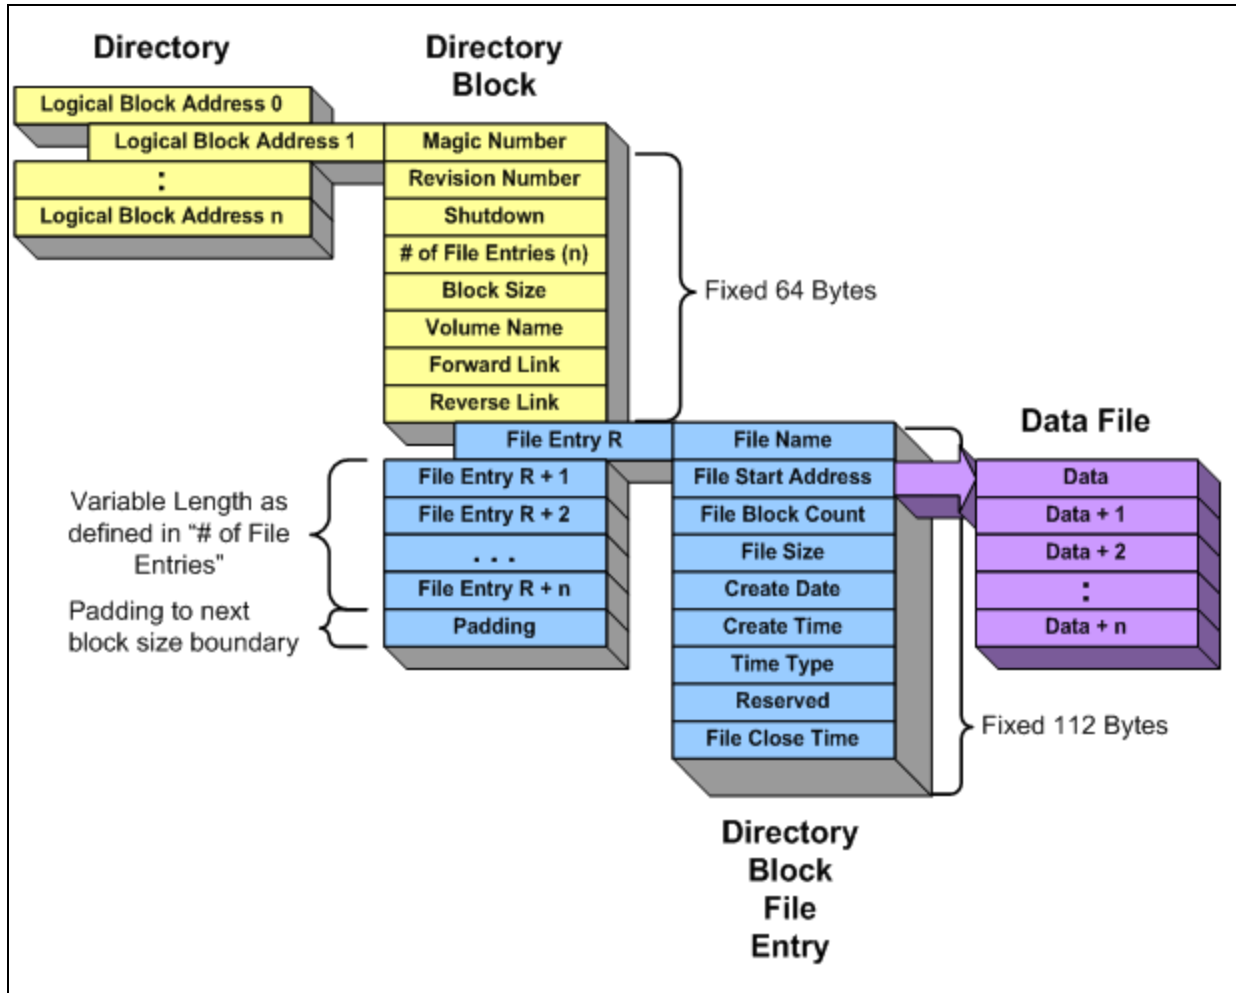 Directory
Logical Block Address 0
Logical Block Address 1
:
Logical Block Address n
Directory
Block
Magic Number
Revision Number
Shutdown
# of File Entries (n)
Block Size
Volume Name
Forward Link
Reverse Link
Fixed 64 Bytes
File Entry R
File Entry R + 1
File Entry R + 2
. . .
File Entry R + n
Padding
Variable Length as
defined in “# of File
Entries"
Padding to next
block size boundary
File Name
File Start Address
File Block Count
File Size
Create Date
Create Time
Time Type
Reserved
File Close Time
Fixed 112 Bytes
Directory
Block
File
Entry
Data File
Data
Data + 1
Data + 2
:
Data + n